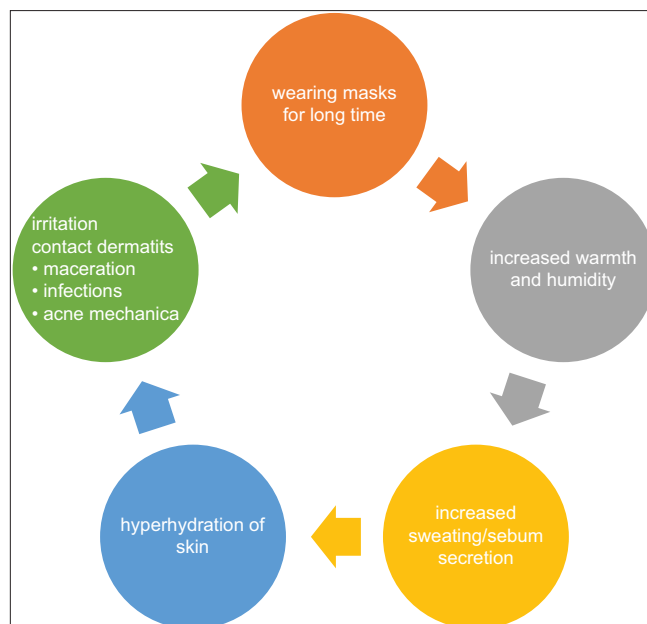 wearing masks
for long time
increased warmth
and humidity
increased
sweating/sebum
secretion
hyperhydration of
skin
irritation
contact dermatits
• maceration
• infections
• acne mechanica